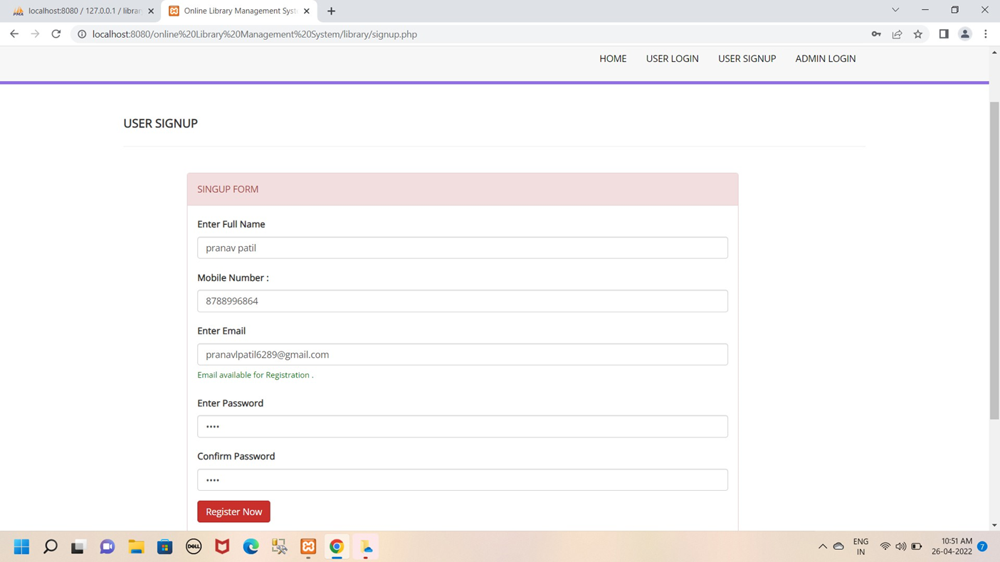 localhost:8080 / 127.0.0.1 / librar
Online Library Management Syst
localhost:8080/online%20Library%20Management%20System/library/signup.php
HOME USER LOGIN USER SIGNUP ADMIN LOGIN
USER SIGNUP
SINGUP FORM
Enter Full Name
pranav patil
Mobile Number :
8788996864
Enter Email
pranavlpatil6289@gmail.com
Email available for Registration .
Enter Password
••••
Confirm Password
••••
Register Now
DELL
ENG
IN
10:51 AM
26-04-2022
7